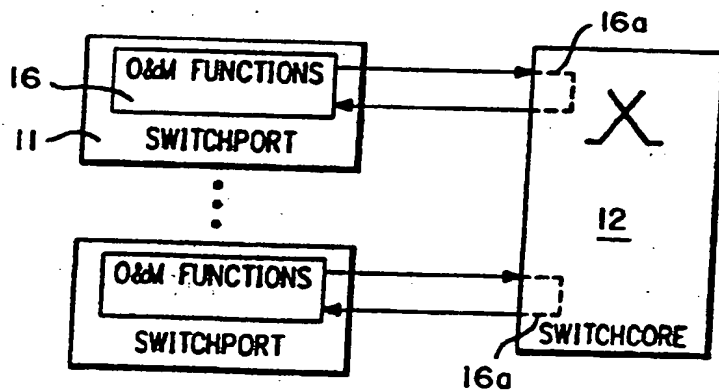 16a
16
O&M FUNCTIONS
11
SWITCHPORT
12
O&M FUNCTIONS
SWITCHPORT
16a
SWITCHCORE